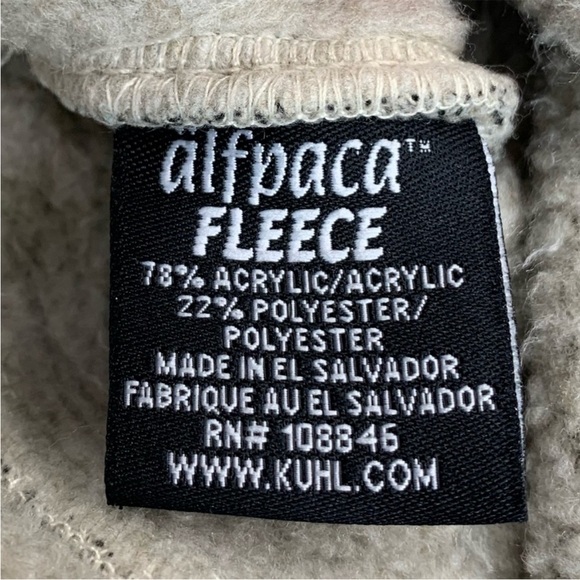 alfpaca™
FLEECE
78% ACRYLIC/ACRYLIC
22% POLYESTER/
POLYESTER
MADE IN EL SALVADOR
FABRIQUE AU EL SALVADOR
RN# 108846
WWW.KUHL.COM